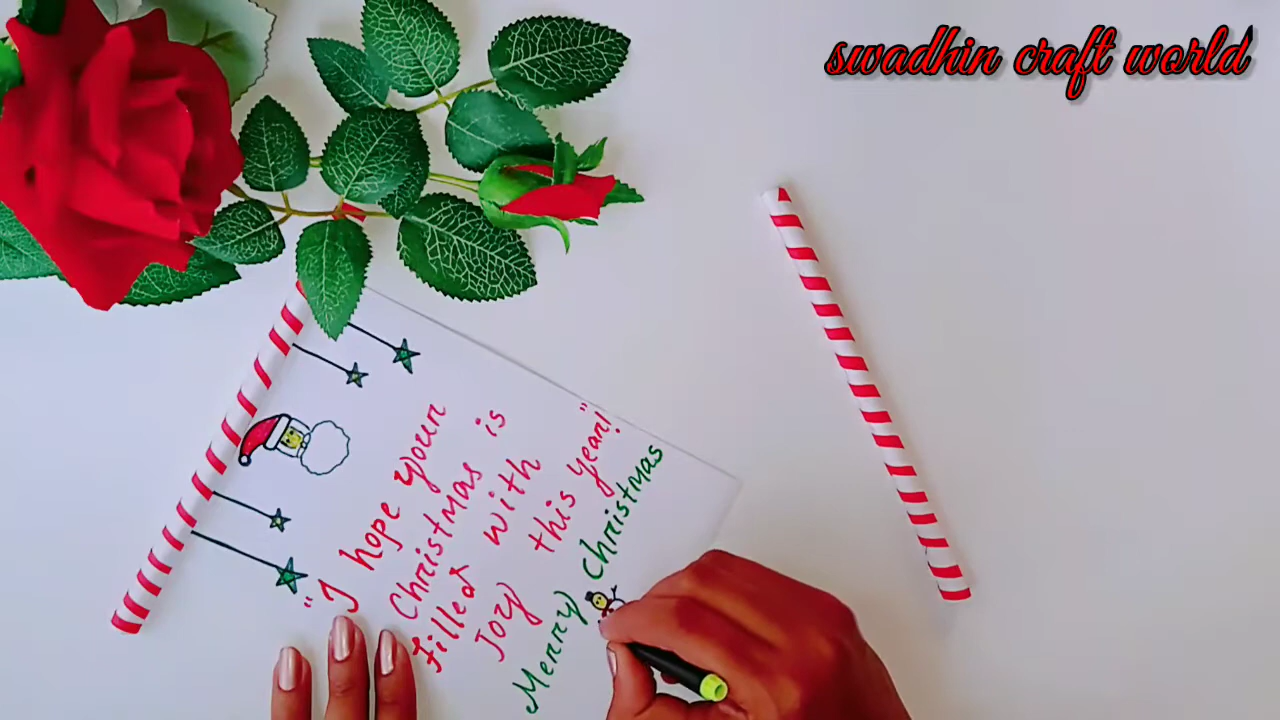 swadhin craft world
"I hope your
Christmas is
filled with
Joy this year!"
Merry Christmas